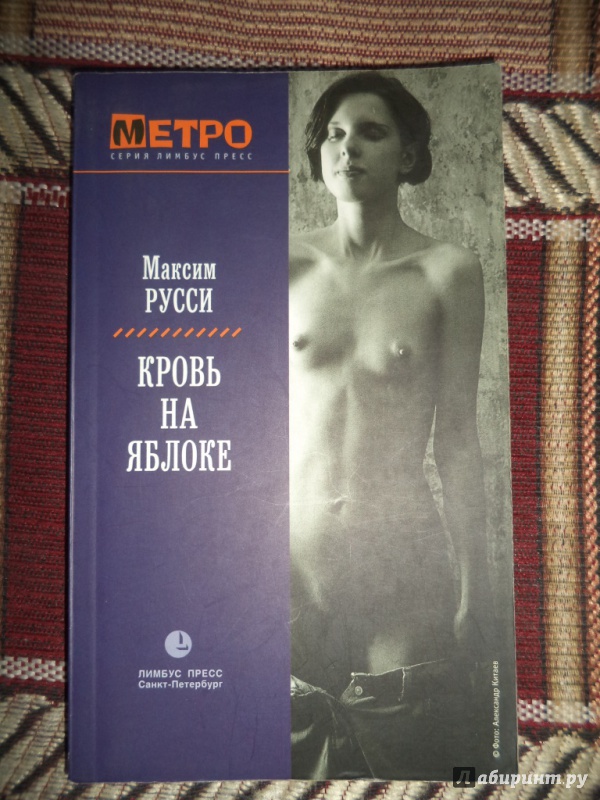 МЕТРО
СЕРИЯ ЛИМБУС ПРЕСС
Максим
РУССИ
КРОВЬ
НА
ЯБЛОКЕ
ЛИМБУС ПРЕСС
Санкт-Петербург
© Фото: Александр Китаев
Лабиринт.ру